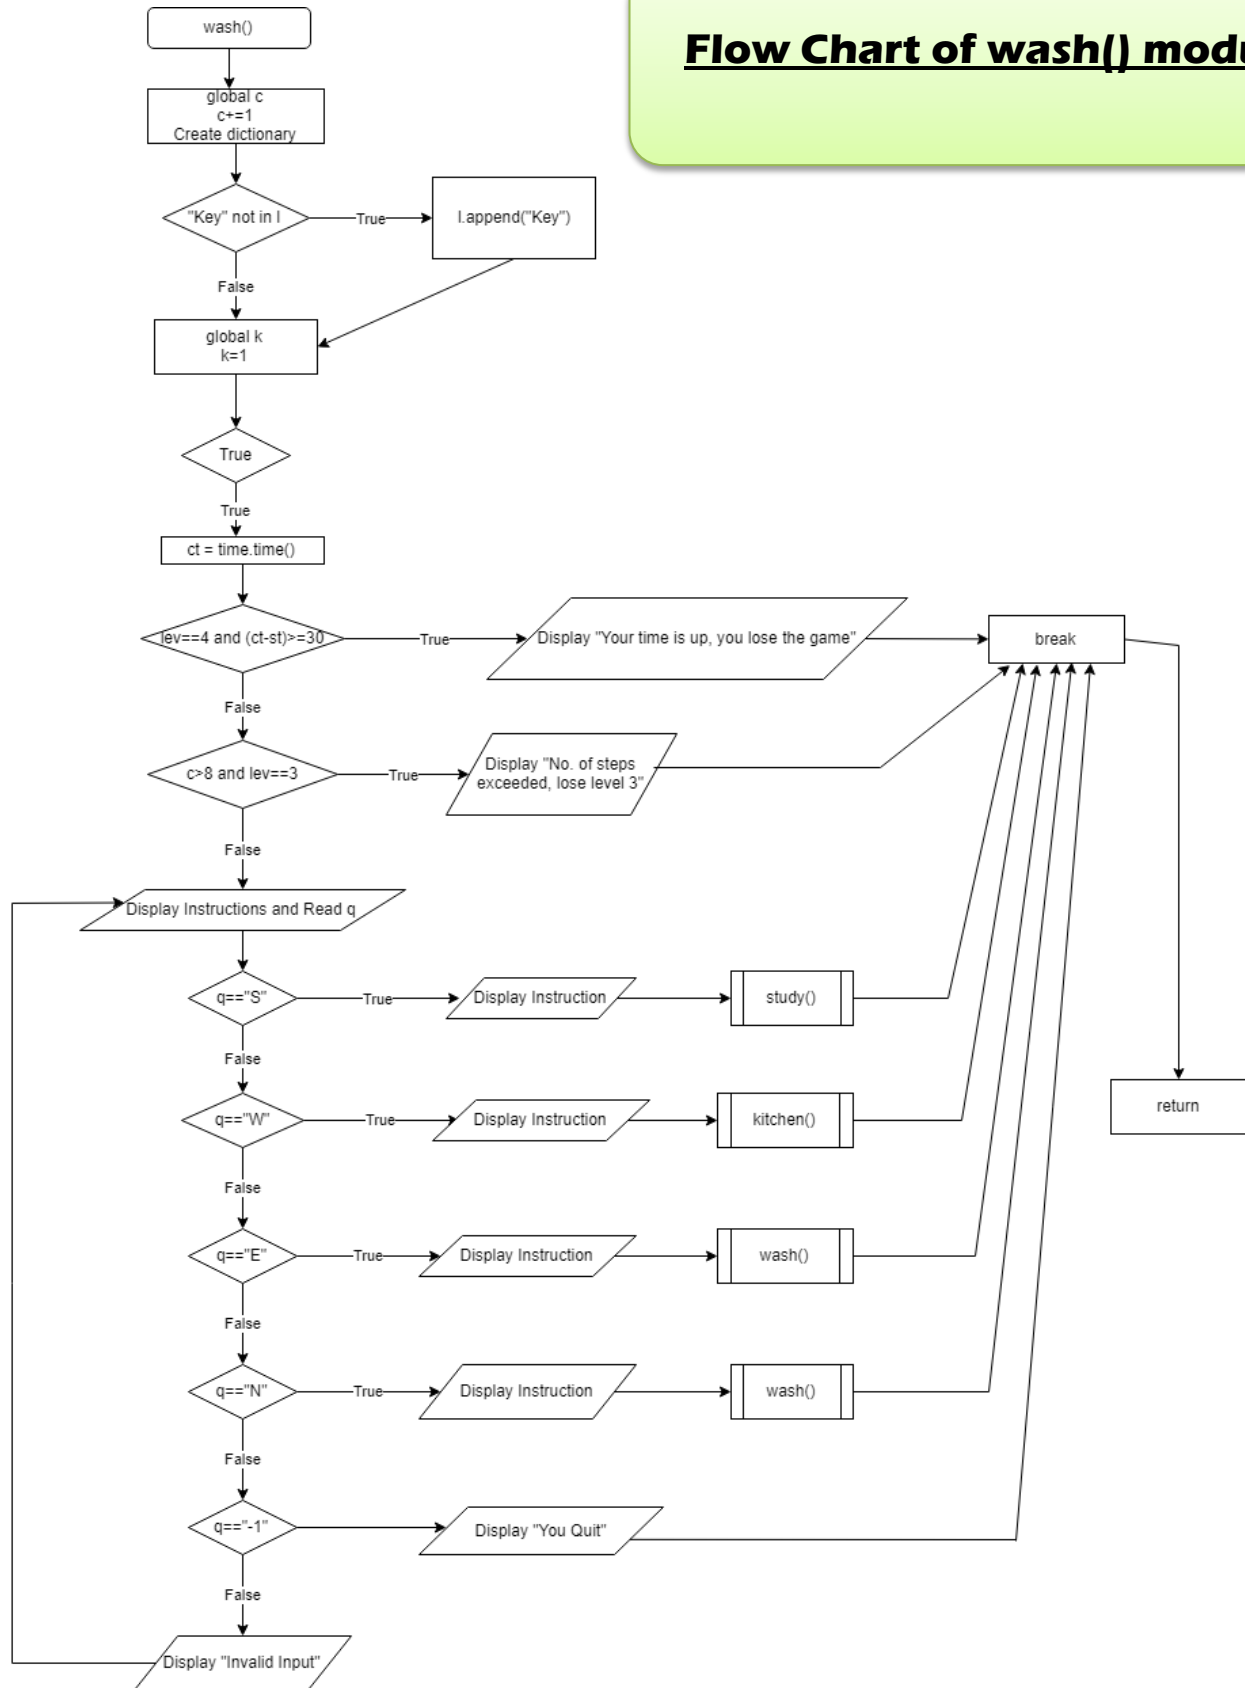 wash()
Flow Chart of wash()
global c
c+=1
Create dictionary
"Key" not in l
True
l.append("Key")
False
global k
k=1
True
True
ct = time.time()
lev==4 and (ct-st)>=30
True
Display "Your time is up, you lose the game"
break
False
c>8 and lev==3
True
Display "No. of steps
exceeded, lose level 3"
False
Display Instructions and Read q
q=="S"
True
Display Instruction
study()
False
q=="W"
True
Display Instruction
kitchen()
return
False
q=="E"
True
Display Instruction
wash()
False
q=="N"
True
Display Instruction
wash()
False
q=="-1"
Display "You Quit"
False
Display "Invalid Input"